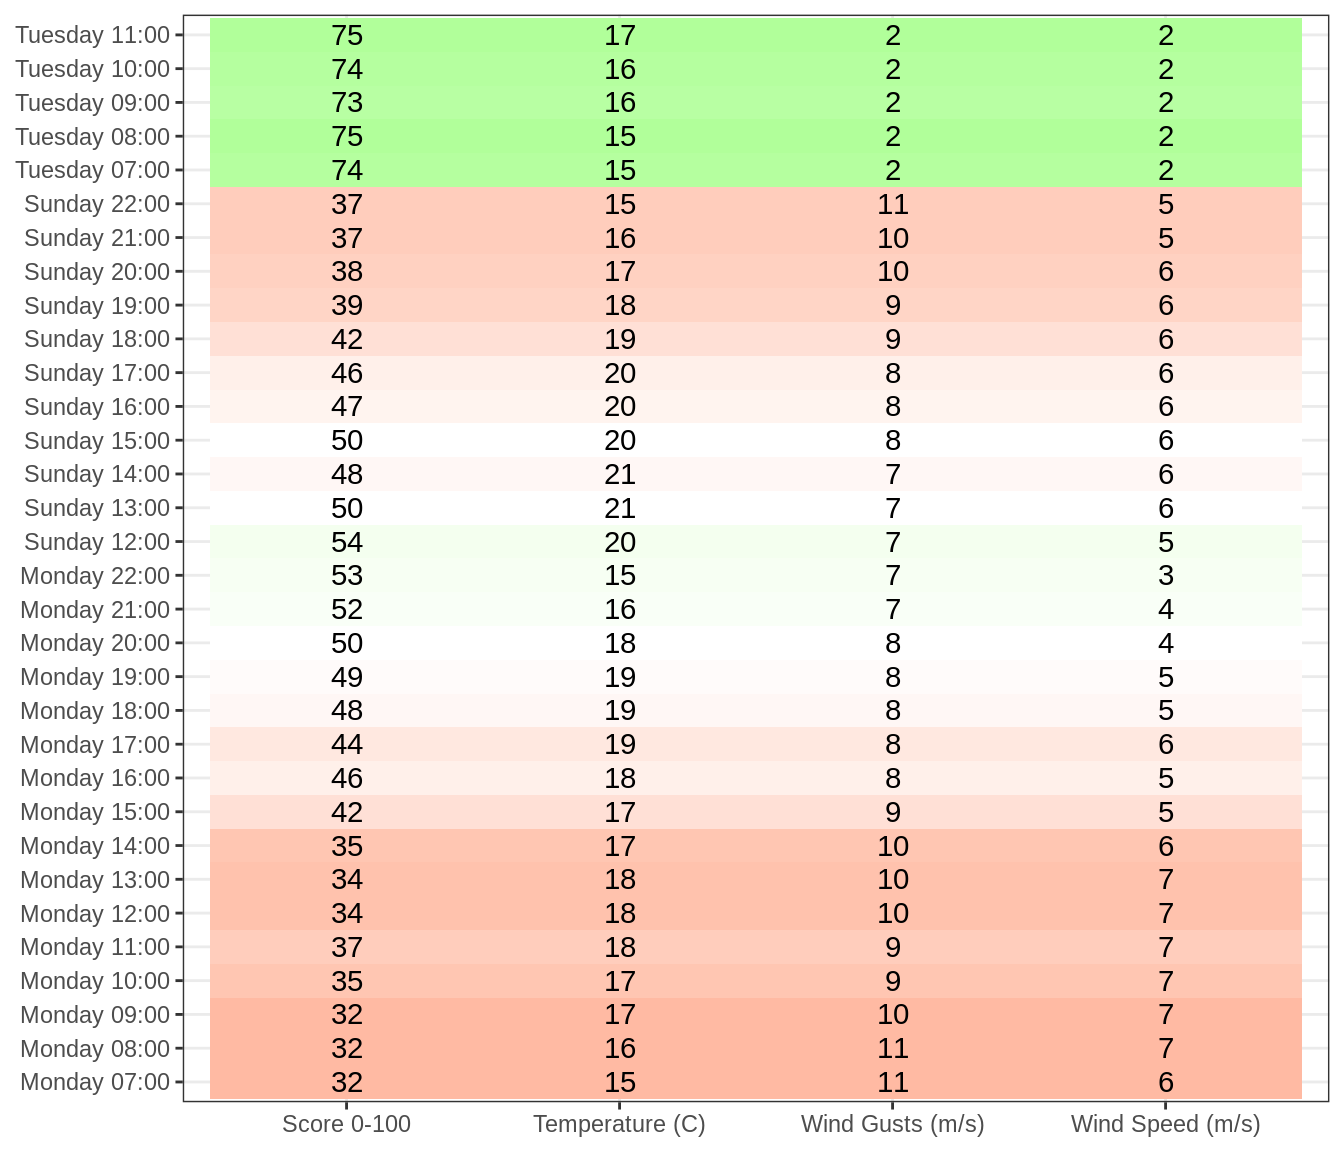 Tuesday 11:00 75 17 2 2
Tuesday 10:00 74 16 2 2
Tuesday 09:00 73 16 2 2
Tuesday 08:00 75 15 2 2
Tuesday 07:00 74 15 2 2
Sunday 22:00 37 15 11 5
Sunday 21:00 37 16 10 5
Sunday 20:00 38 17 10 6
Sunday 19:00 39 18 9 6
Sunday 18:00 42 19 9 6
Sunday 17:00 46 20 8 6
Sunday 16:00 47 20 8 6
Sunday 15:00 50 20 8 6
Sunday 14:00 48 21 7 6
Sunday 13:00 50 21 7 6
Sunday 12:00 54 20 7 5
Monday 22:00 53 15 7 3
Monday 21:00 52 16 7 4
Monday 20:00 50 18 8 4
Monday 19:00 49 19 8 5
Monday 18:00 48 19 8 5
Monday 17:00 44 19 8 6
Monday 16:00 46 18 8 5
Monday 15:00 42 17 9 5
Monday 14:00 35 17 10 6
Monday 13:00 34 18 10 7
Monday 12:00 34 18 10 7
Monday 11:00 37 18 9 7
Monday 10:00 35 17 9 7
Monday 09:00 32 17 10 7
Monday 08:00 32 16 11 7
Monday 07:00 32 15 11 6
Score 0-100 Temperature (C) Wind Gusts (m/s) Wind Speed (m/s)